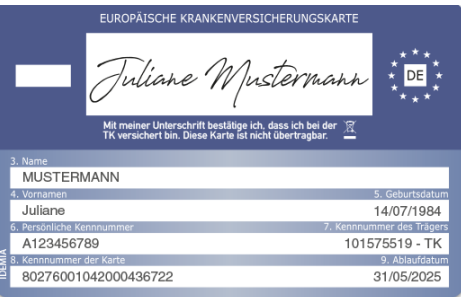 EUROPÄISCHE KRANKENVERSICHERUNGSKARTE
Juliane Mustermann
DE
Mit meiner Unterschrift bestätige ich, dass ich bei der
TK versichert bin. Diese Karte ist nicht übertragbar.
3. Name
MUSTERMANN
4. Vornamen 5. Geburtsdatum
Juliane 14/07/1984
6. Persönliche Kennnummer 7. Kennnummer des Trägers
A123456789 101575519 - TK
8. Kennnummer der Karte 9. Ablaufdatum
80276001042000436722 31/05/2025
IDEMIA